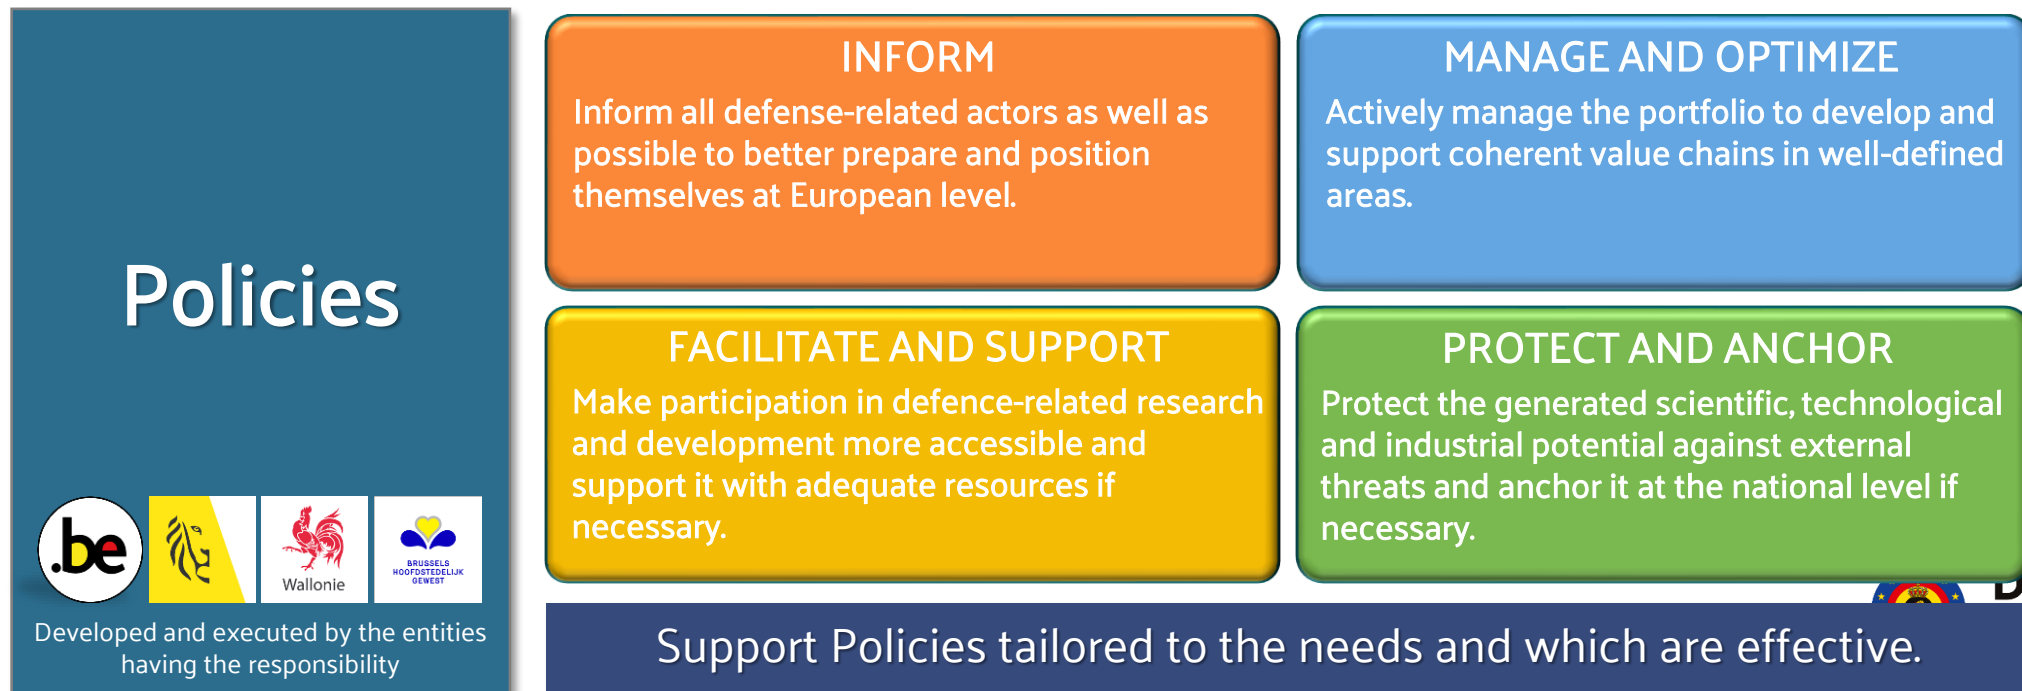 Policies
.be
Wallonie
BRUSSELS
HOOFDSTEDELIJK
GEWEST
Developed and executed by the entities
having the responsibility
INFORM
Inform all defense-related actors as well as
possible to better prepare and position
themselves at European level.
MANAGE AND OPTIMIZE
Actively manage the portfolio to develop and
support coherent value chains in well-defined
areas.
FACILITATE AND SUPPORT
Make participation in defence-related research
and development more accessible and
support it with adequate resources if
necessary.
PROTECT AND ANCHOR
Protect the generated scientific, technological
and industrial potential against external
threats and anchor it at the national level if
necessary.
Support Policies tailored to the needs and which are effective.